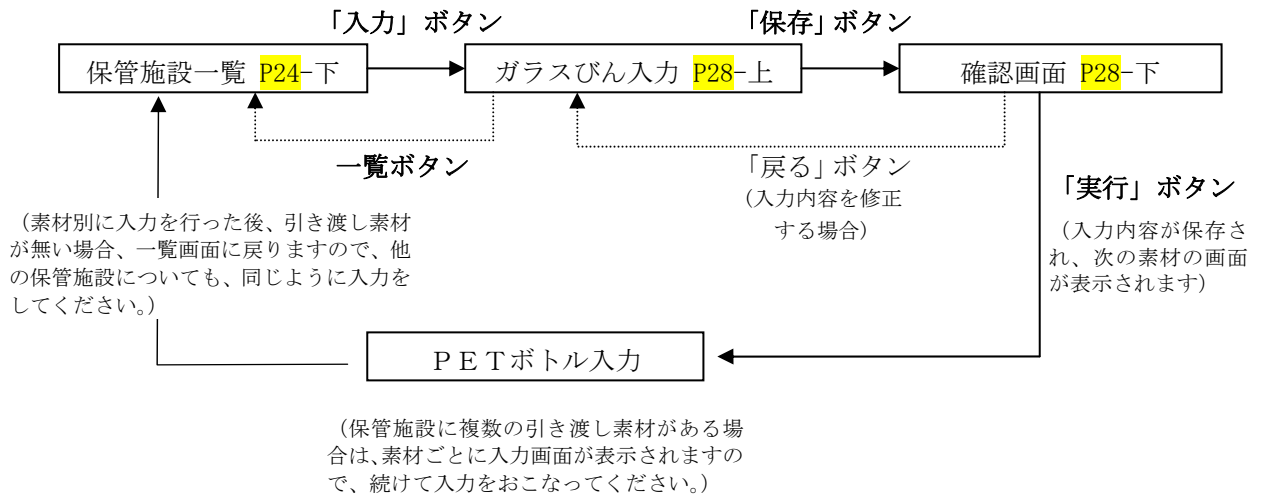 「入力」ボタン
「保存」ボタン
保管施設一覧 P24-下
ガラスびん入力 P28-上
確認画面 P28-下
一覧ボタン
「戻る」ボタン
（入力内容を修正
する場合）
「実行」ボタン
（入力内容が保存さ
れ、次の素材の画面
が表示されます）
（素材別に入力を行った後、引き渡し素材
が無い場合、一覧画面に戻りますので、他
の保管施設についても、同じように入力を
してください。）
ＰＥＴボトル入力
（保管施設に複数の引き渡し素材がある場
合は、素材ごとに入力画面が表示されますの
で、続けて入力をおこなってください。）